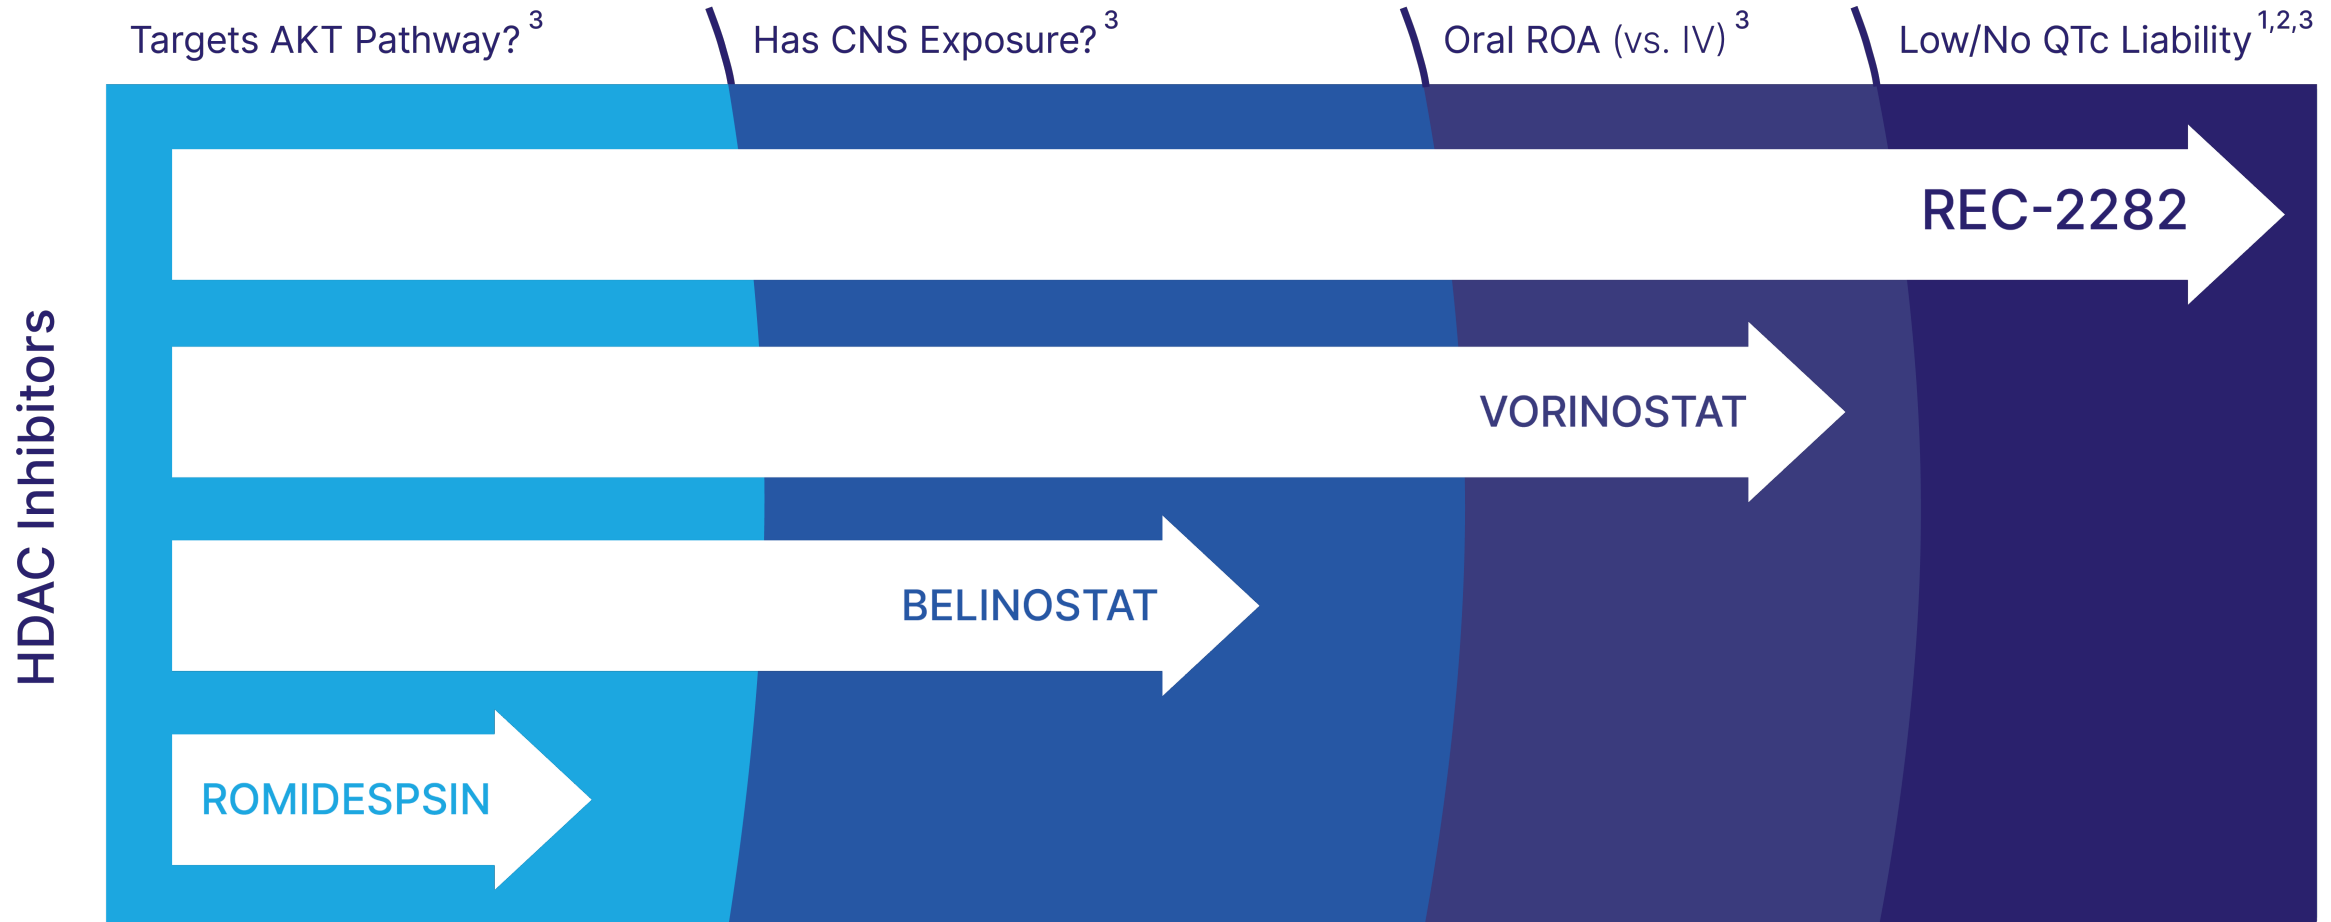 Targets AKT Pathway? 3
Has CNS Exposure? 3
Oral ROA (vs. IV) 3
Low/No QTc Liability 1,2,3
HDAC Inhibitors
REC-2282
VORINOSTAT
BELINOSTAT
ROMIDESPSIN